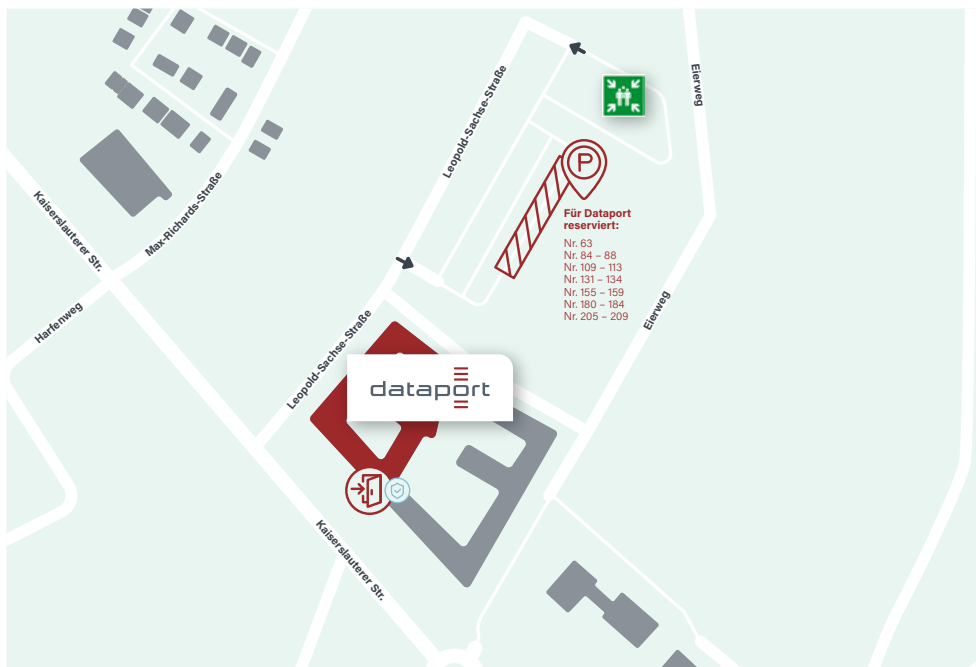 Leopold-Sachse-Straße
Eierweg
P
Kaiserslauterer Str.
Max-Richards-Straße
Für Dataport
reserviert:
Nr. 63
Nr. 84 – 88
Nr. 109 – 113
Nr. 131 – 134
Nr. 155 – 159
Nr. 180 – 184
Nr. 205 – 209
Harfenweg
Eierweg
Leopold-Sachse-Straße
dataport
Kaiserslauterer Str.